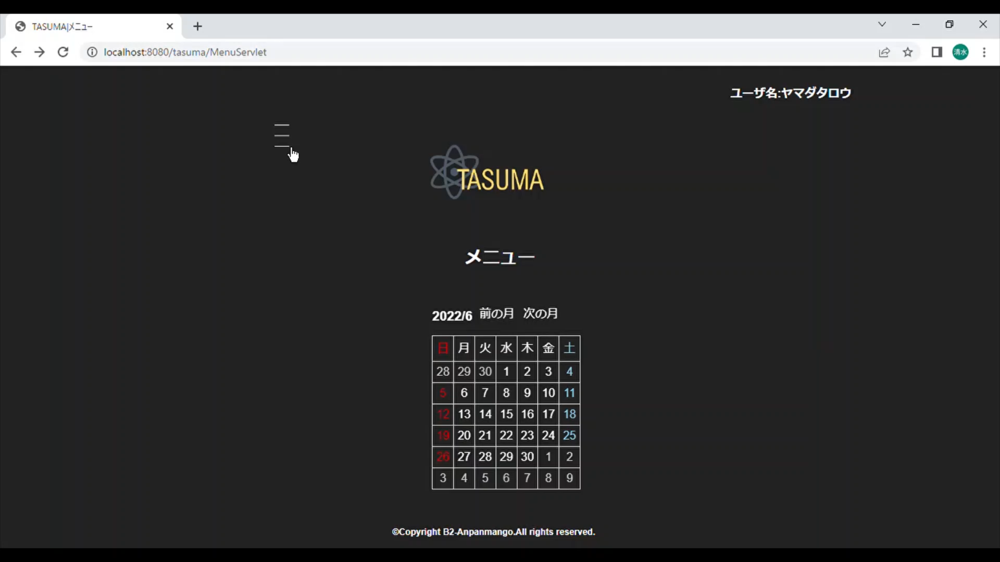 TASUMA|メニュー
localhost:8080/tasuma/MenuServlet
清水
ユーザ名:ヤマダタロウ
TASUMA
メニュー
2022/6 前の月 次の月
日 月 火 水 木 金 土
28 29 30 1 2 3 4
5 6 7 8 9 10 11
12 13 14 15 16 17 18
19 20 21 22 23 24 25
26 27 28 29 30 1 2
3 4 5 6 7 8 9
©Copyright B2-Anpanmango.All rights reserved.